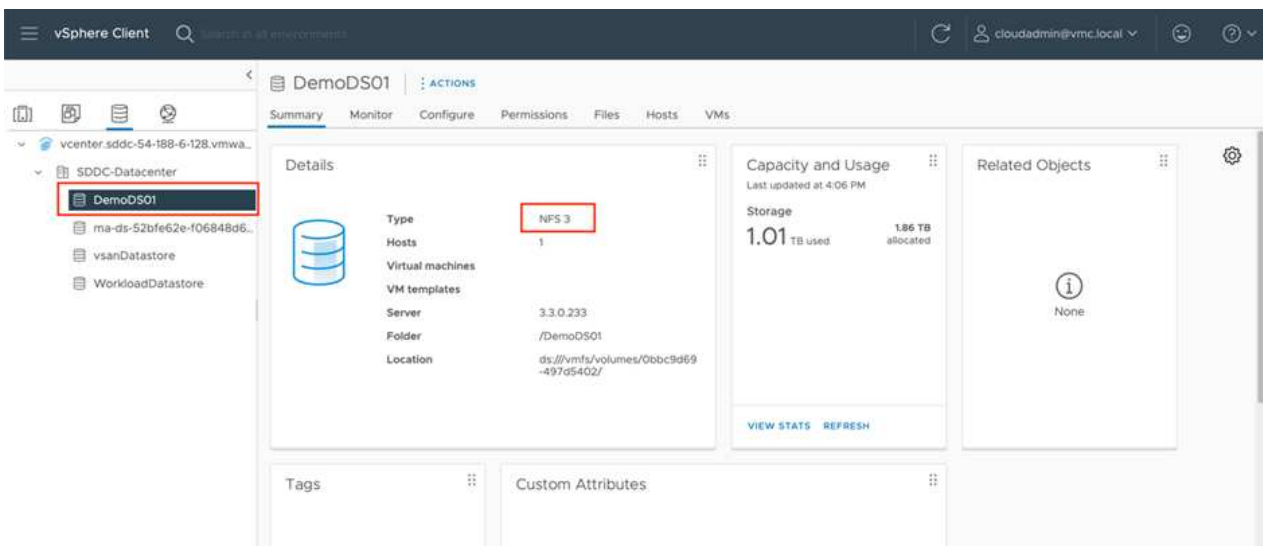 vSphere Client
Search in all environments
cloudadmin@vmc.local
DemoDS01
ACTIONS
Summary Monitor Configure Permissions Files Hosts VMs
vcenter.sddc-54-188-6-128.vmwa...
SDDC-Datacenter
DemoDS01
ma-ds-52bfe62e-f06848d6...
vsanDatastore
WorkloadDatastore
Details
Type NFS 3
Hosts 1
Virtual machines
VM templates
Server 3.3.0.233
Folder /DemoDS01
Location ds:///vmfs/volumes/0bbc9d69
-497d5402/
Capacity and Usage
Last updated at 4:06 PM
Storage
1.01 TB used
1.86 TB
allocated
VIEW STATS REFRESH
Related Objects
None
Tags
Custom Attributes